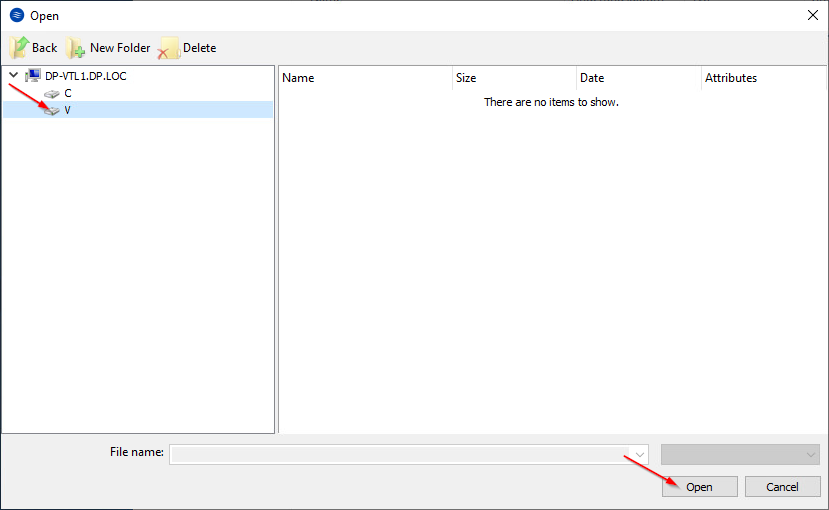 Open
Back New Folder Delete
DP-VTL1.DP.LOC
C
V
Name Size Date Attributes
There are no items to show.
File name:
Open Cancel